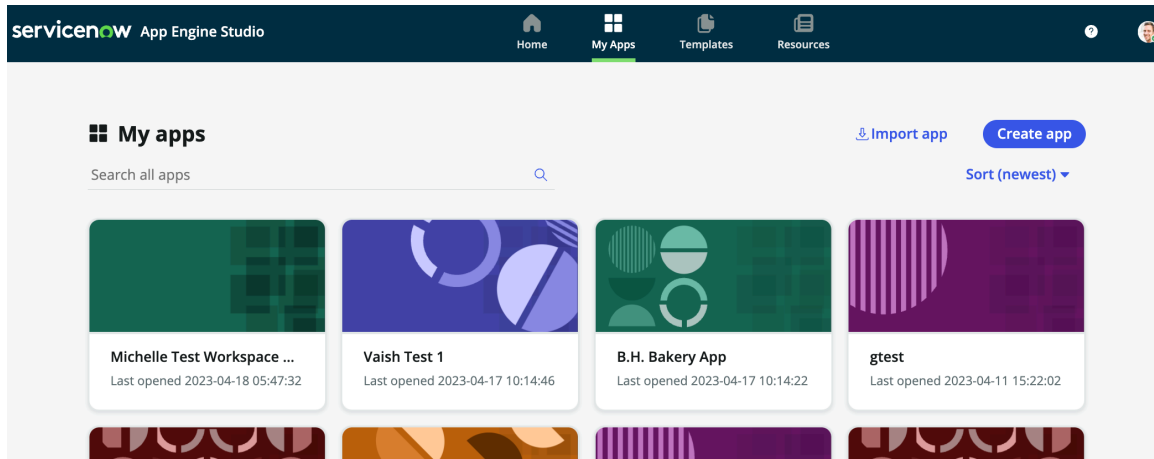 servicenow App Engine Studio
Home
My Apps
Templates
Resources
?
My apps
Import app
Create app
Search all apps
Sort (newest)
Michelle Test Workspace ...
Last opened 2023-04-18 05:47:32
Vaish Test 1
Last opened 2023-04-17 10:14:46
B.H. Bakery App
Last opened 2023-04-17 10:14:22
gtest
Last opened 2023-04-11 15:22:02